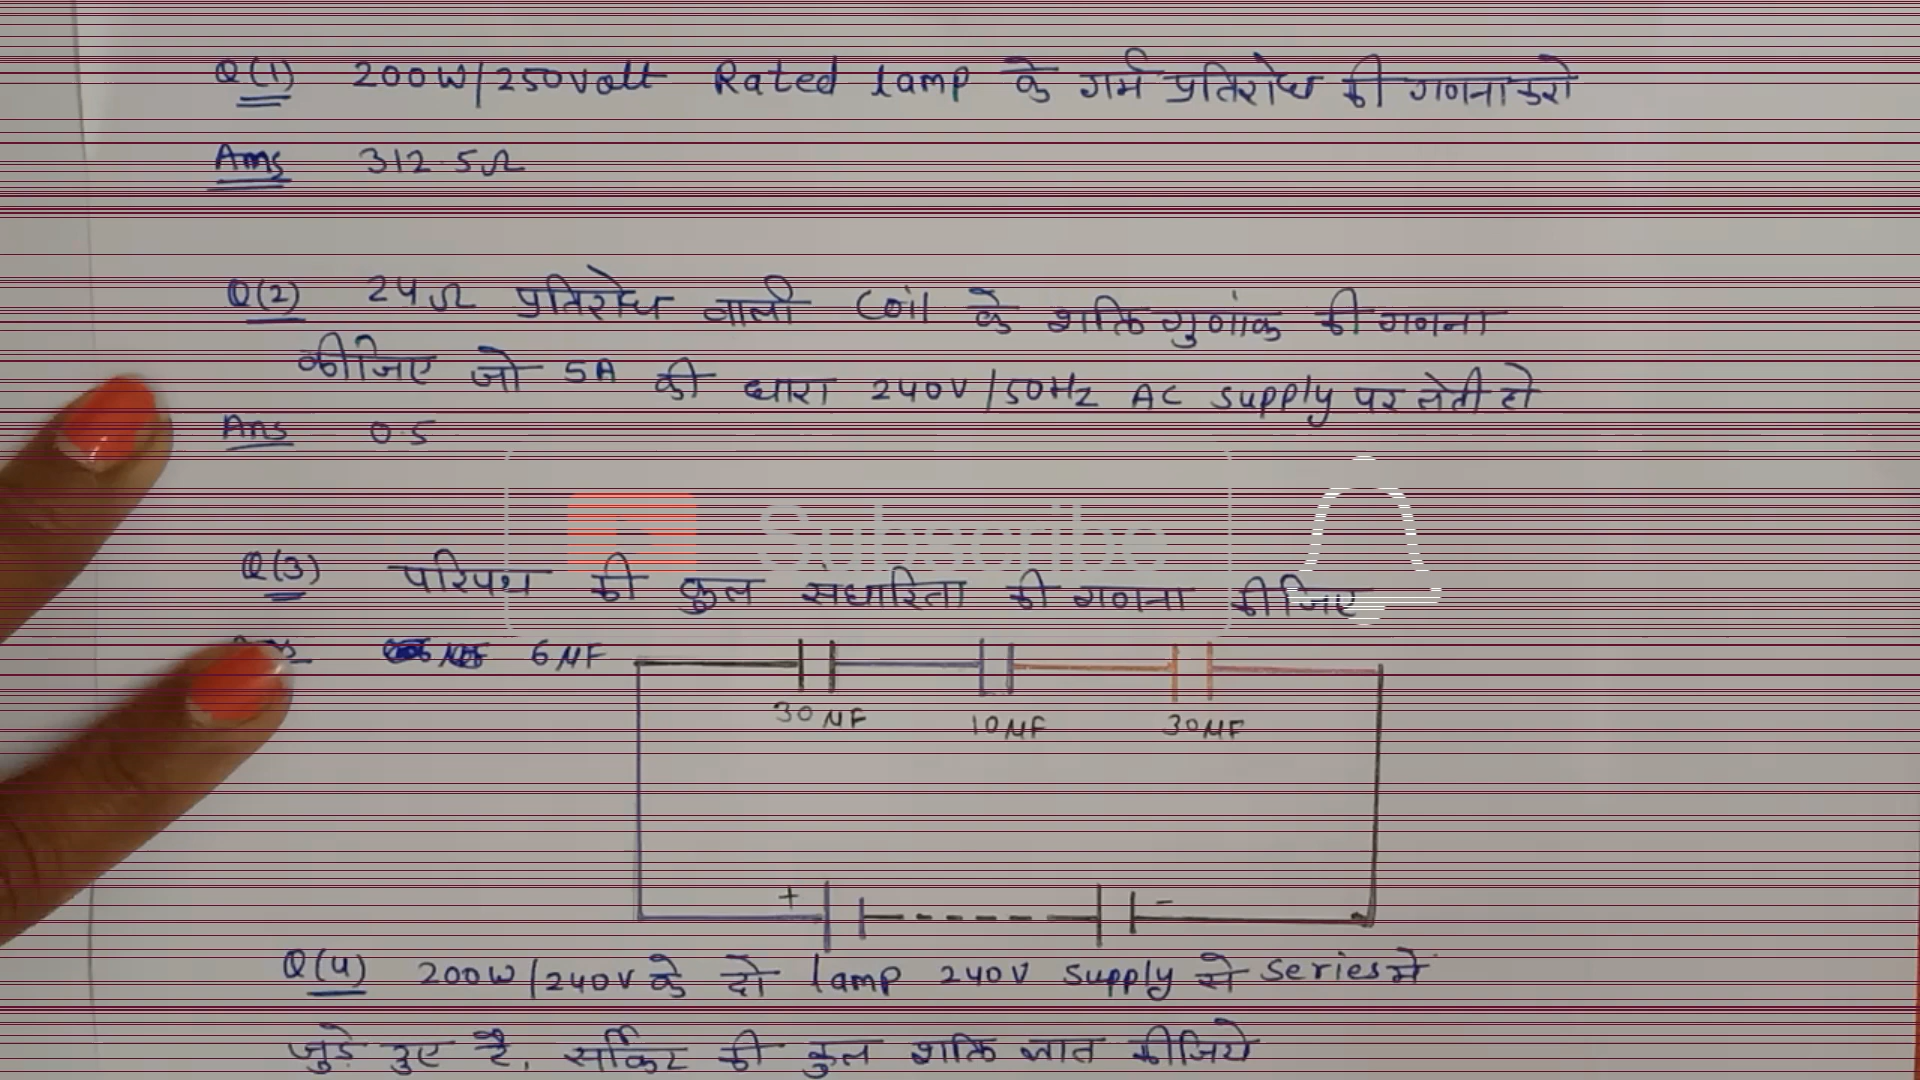 Q(1) 200W/250Volt Rated lamp के गर्म प्रतिरोध की गणना करो
Ans 312.5Ω
Q(2) 24Ω प्रतिरोध वाली Coil के शक्ति गुणांक की गणना
कीजिए जो 5A की धारा 240V/50Hz AC supply पर लेती हो
Ans 0.5
Subscribe
Q(3) परिपथ की कुल संधारिता की गणना कीजिए
6μF
30μF 10μF 30μF
+ -
Q(4) 200W/240V के दो lamp 240V supply से series में
जुड़े हुए है, सर्किट की कुल शक्ति ज्ञात कीजिये